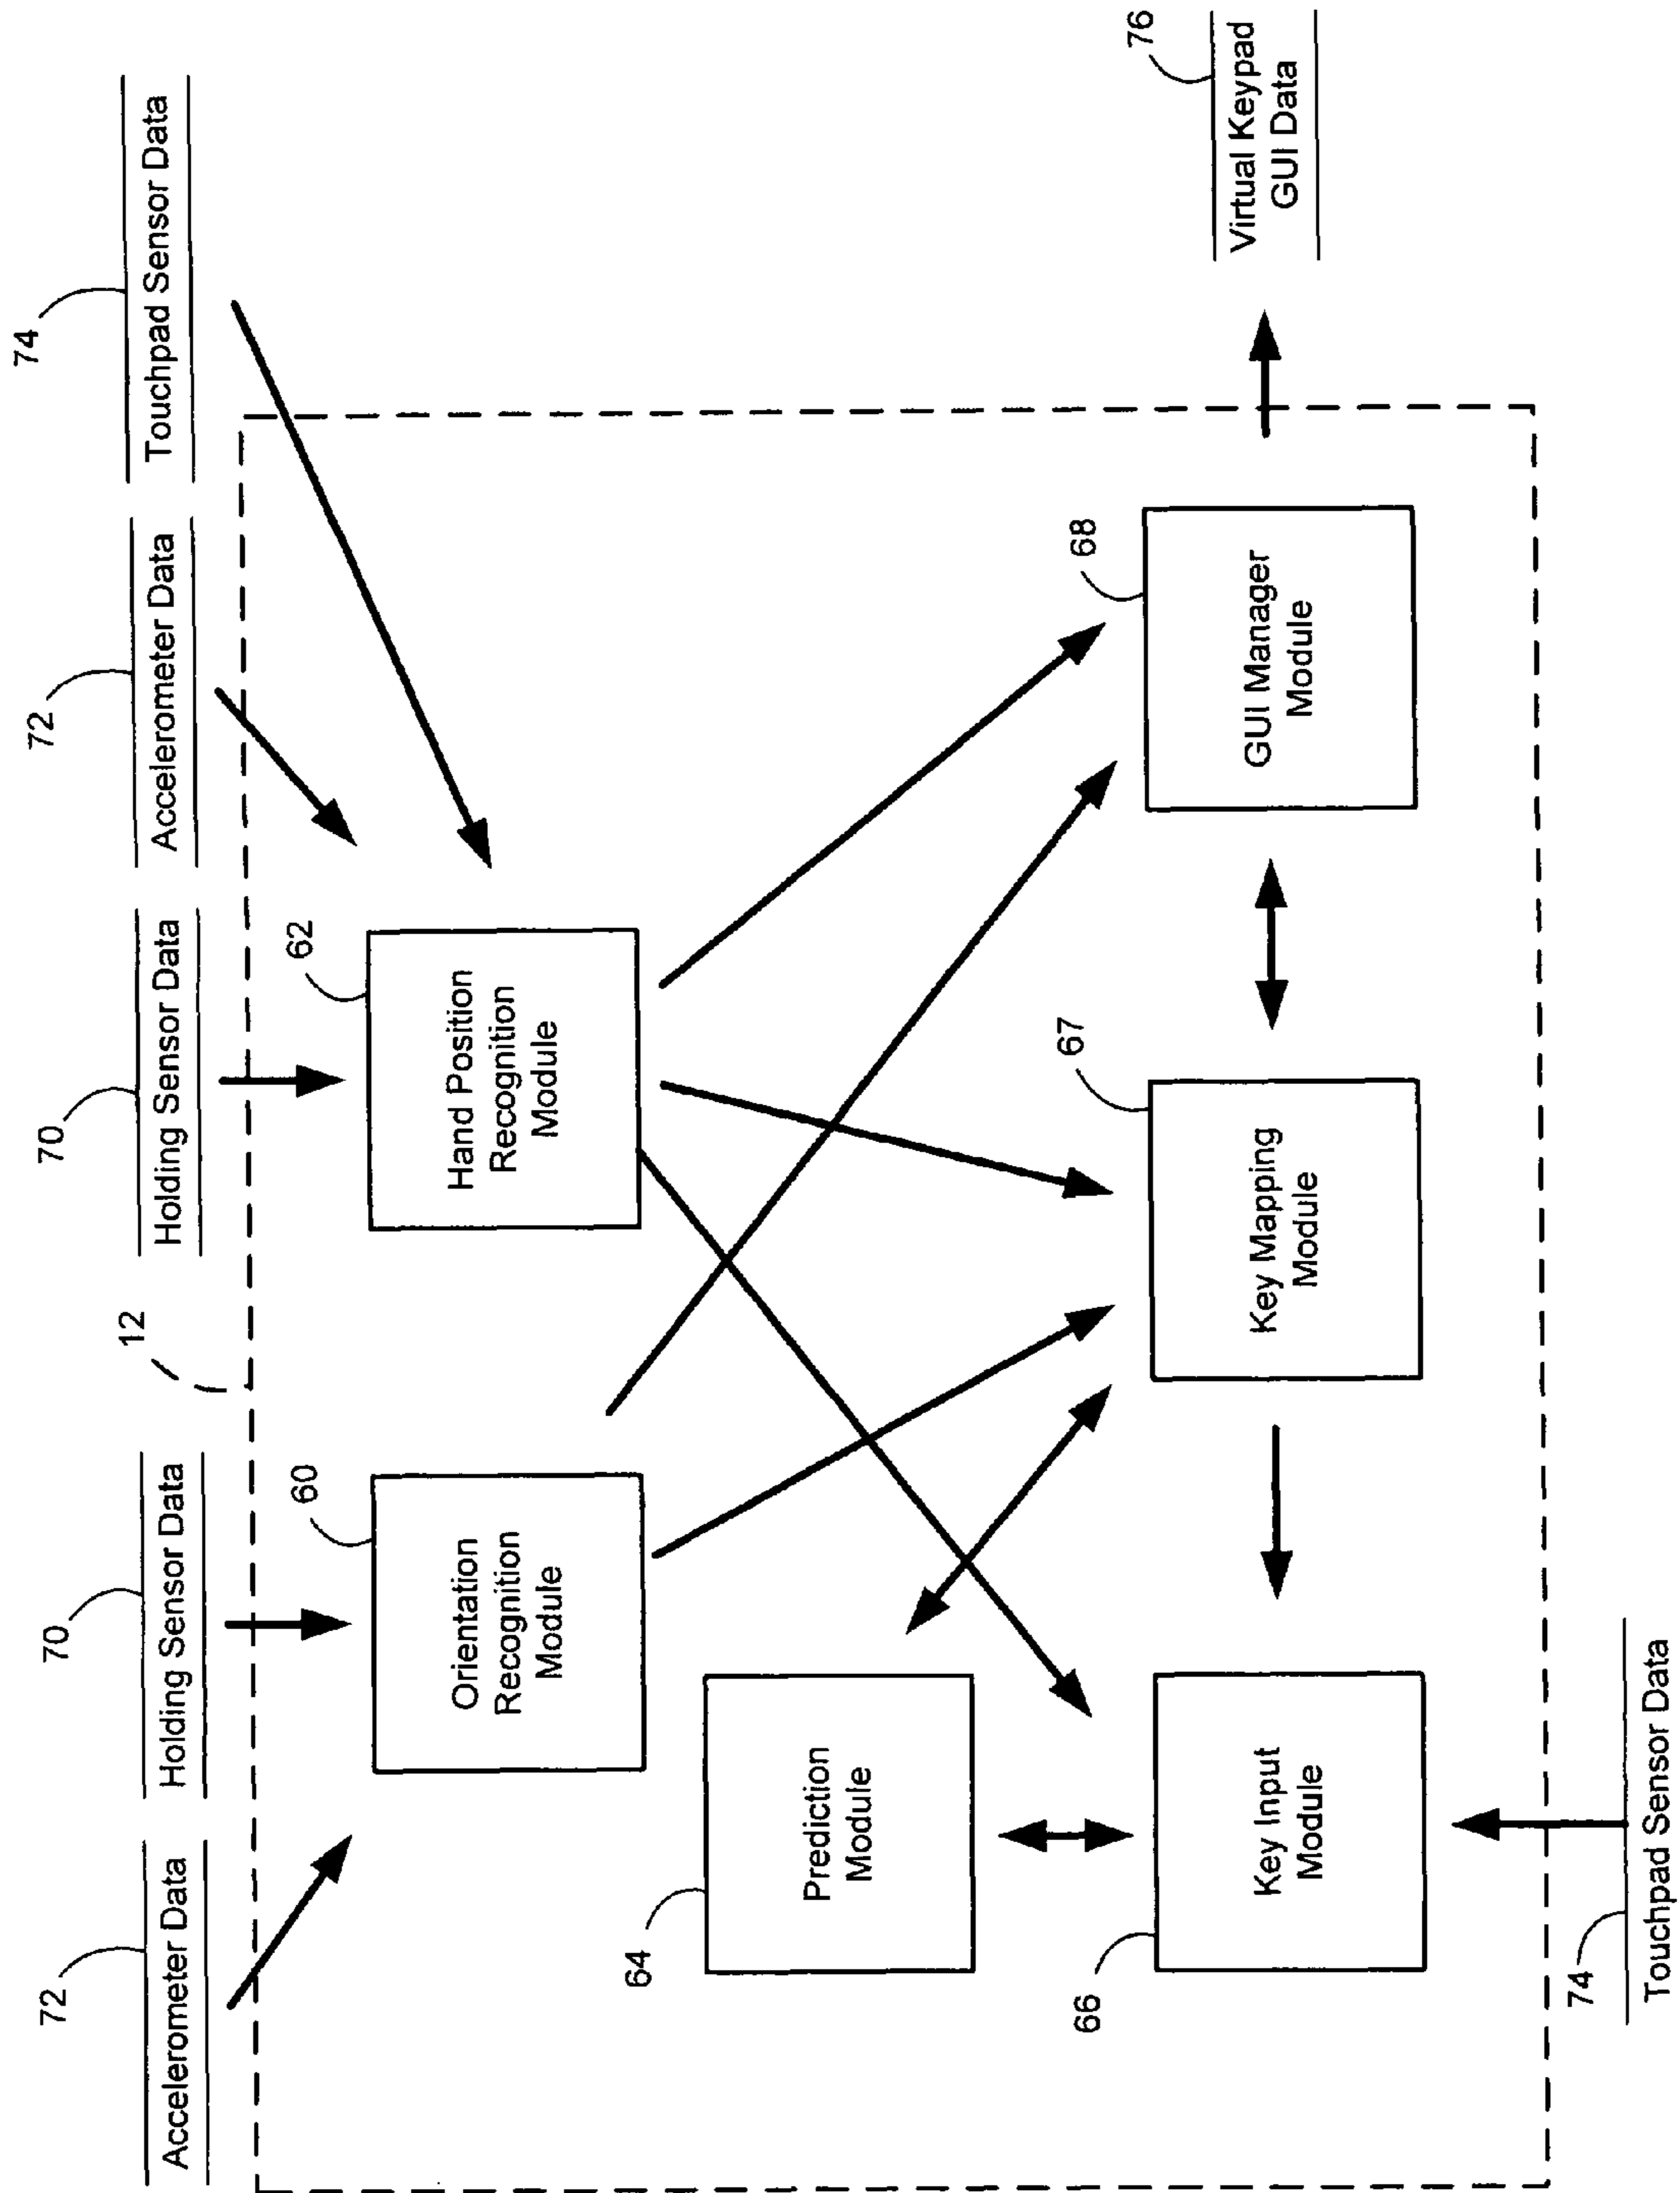 72
Accelerometer Data
70
Holding Sensor Data
12
70
Holding Sensor Data
72
Accelerometer Data
74
Touchpad Sensor Data
60
Orientation
Recognition
Module
62
Hand Position
Recognition
Module
64
Prediction
Module
66
Key Input
Module
67
Key Mapping
Module
68
GUI Manager
Module
76
Virtual Keypad
GUI Data
74
Touchpad Sensor Data